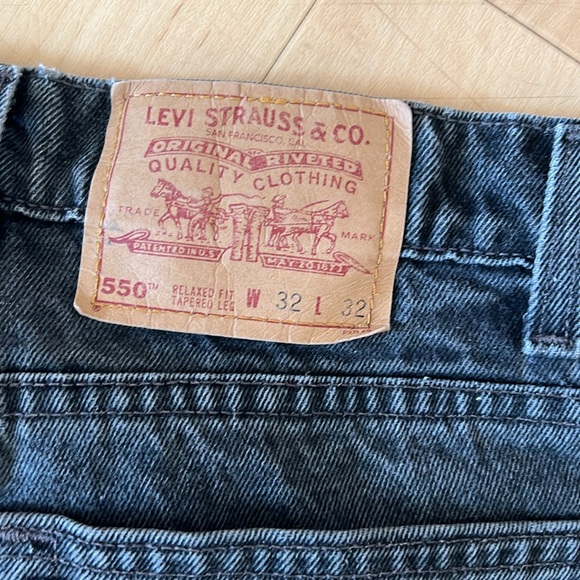 LEVI STRAUSS & CO.
SAN FRANCISCO, CAL
ORIGINAL RIVETED
QUALITY CLOTHING
TRADE MARK
PATENTED IN U.S. MAY 20 1873
550™ RELAXED FIT W 32 L 32
TAPERED LEG